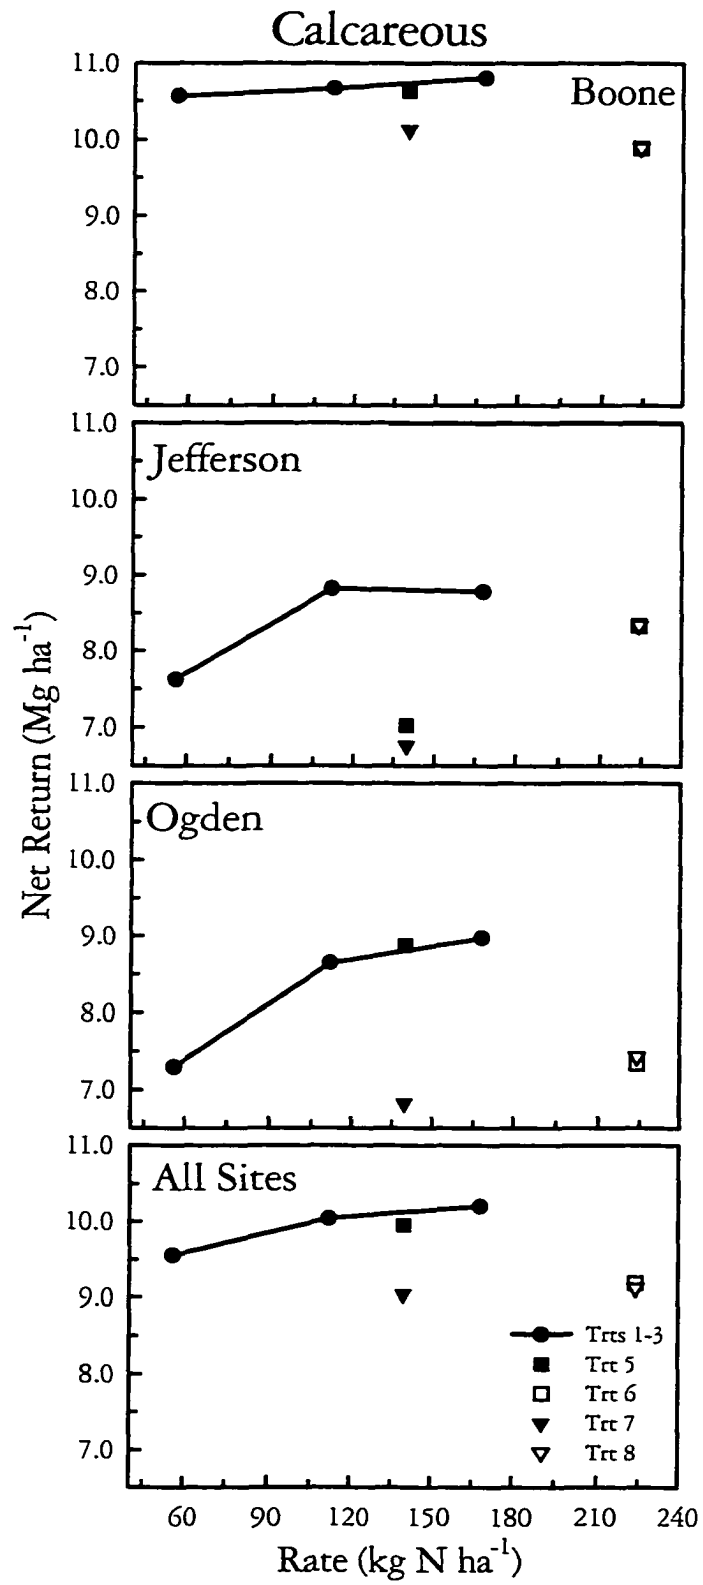 Calcareous
11.0
Boone
10.0
9.0
8.0
7.0
11.0
Jefferson
10.0
9.0
8.0
7.0
Net Return (Mg ha⁻¹)
11.0
Ogden
10.0
9.0
8.0
7.0
11.0
All Sites
10.0
9.0
8.0
7.0
Trts 1-3
Trt 5
Trt 6
Trt 7
Trt 8
60 90 120 150 180 210 240
Rate (kg N ha⁻¹)